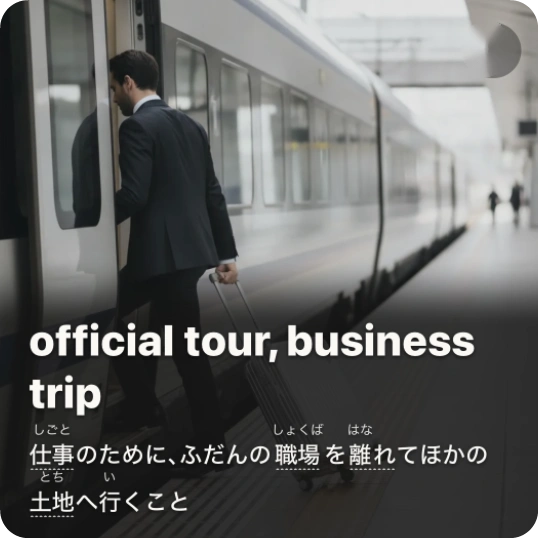 official tour, business
trip
しごと しょくば はな
仕事のために、ふだんの職場を離れてほかの
とち い
土地へ行くこと